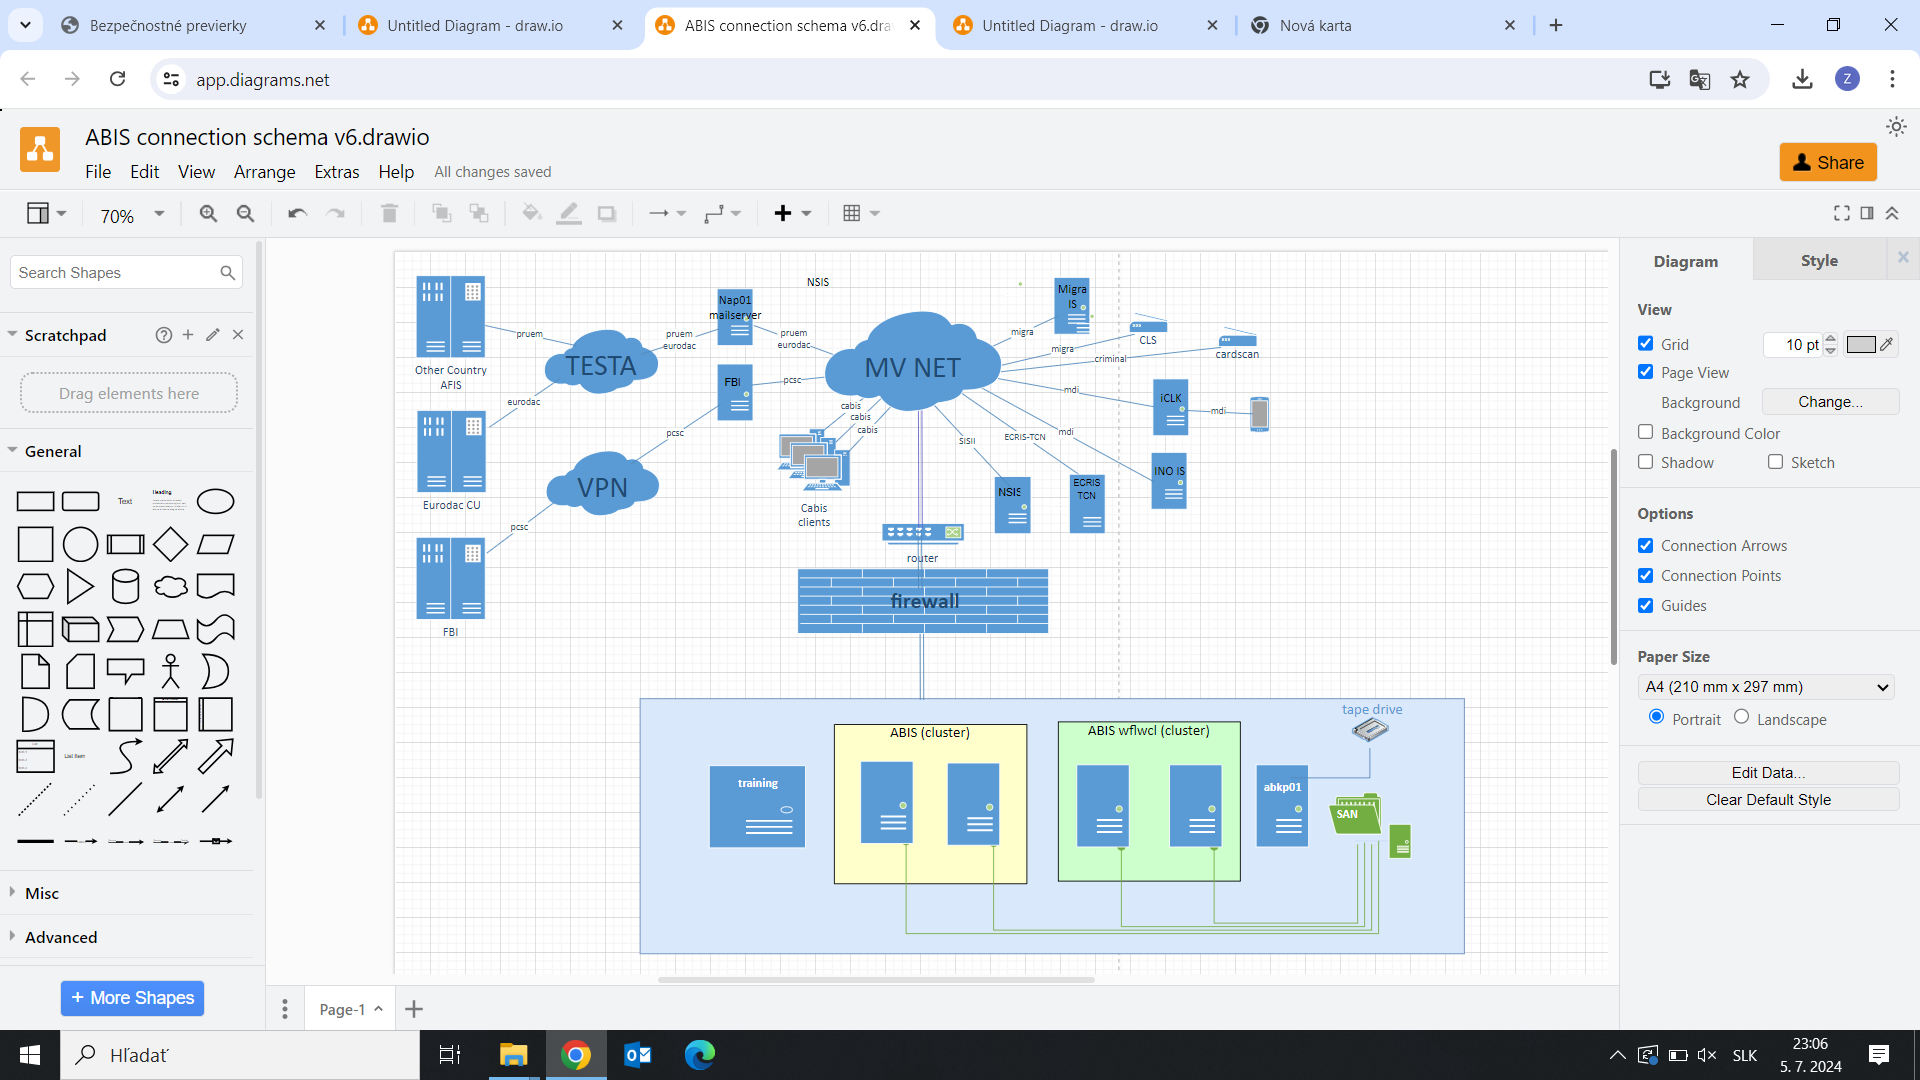 Bezpečnostné previerky
Untitled Diagram - draw.io
ABIS connection schema v6.dra
Untitled Diagram - draw.io
Nová karta
app.diagrams.net
Z
ABIS connection schema v6.drawio
File Edit View Arrange Extras Help All changes saved
Share
70%
Search Shapes
Scratchpad
Drag elements here
General
Text
Heading
List Item
Misc
Advanced
+ More Shapes
NSIS
Other Country
AFIS
pruem
TESTA
pruem
eurodac
Nap01
mailserver
pruem
eurodac
MV NET
migra
Migra
IS
migra
CLS
criminal
cardscan
eurodac
Eurodac CU
FBI
pcsc
pcsc
VPN
pcsc
FBI
cabis
cabis
cabis
Cabis
clients
mdi
iCLK
mdi
SISII
ECRIS-TCN
mdi
NSIS
ECRIS
TCN
INO IS
router
firewall
tape drive
ABIS (cluster)
ABIS wflwcl (cluster)
training
abkp01
SAN
Page-1
Diagram
Style
View
Grid
10 pt
Page View
Background
Change...
Background Color
Shadow
Sketch
Options
Connection Arrows
Connection Points
Guides
Paper Size
A4 (210 mm x 297 mm)
Portrait
Landscape
Edit Data...
Clear Default Style
Hľadať
SLK
23:06
5. 7. 2024